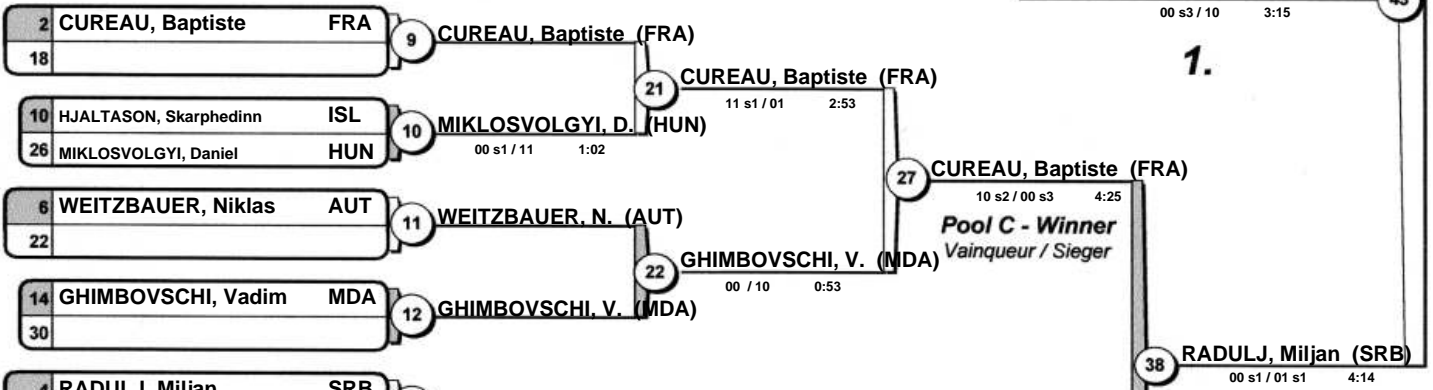 00 s3 / 10 3:15
1.
2 CUREAU, Baptiste FRA
18
9 CUREAU, Baptiste (FRA)
21 CUREAU, Baptiste (FRA)
11 s1 / 01 2:53
10 HJALTASON, Skarphedinn ISL
26 MIKLOSVOLGYI, Daniel HUN
10 MIKLOSVOLGYI, D. (HUN)
00 s1 / 11 1:02
27 CUREAU, Baptiste (FRA)
10 s2 / 00 s3 4:25
Pool C - Winner
Vainqueur / Sieger
6 WEITZBAUER, Niklas AUT
22
11 WEITZBAUER, N. (AUT)
22 GHIMBOVSCHI, V. (MDA)
00 / 10 0:53
14 GHIMBOVSCHI, Vadim MDA
30
12 GHIMBOVSCHI, V. (MDA)
38 RADULJ, Miljan (SRB)
00 s1 / 01 s1 4:14
4 RADULJ, Miljan SRB